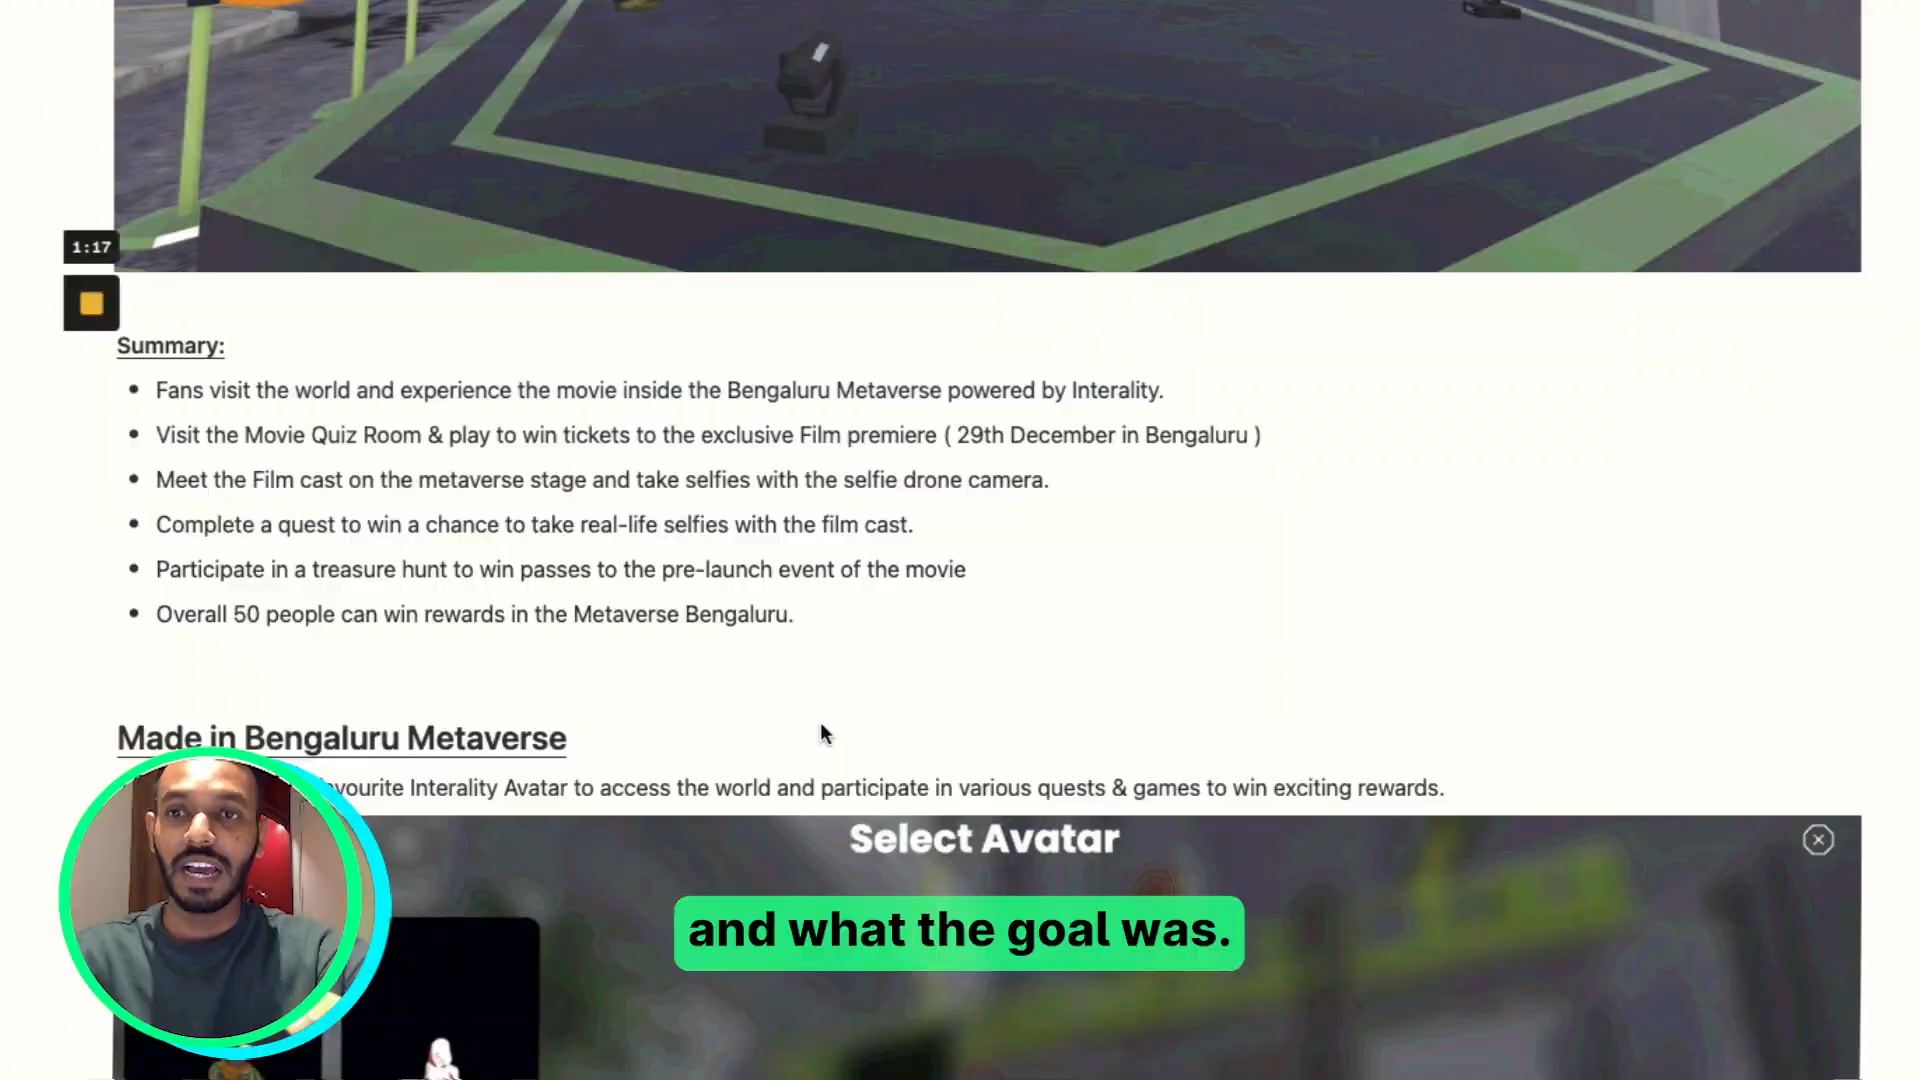 1:17
Summary:
Fans visit the world and experience the movie inside the Bengaluru Metaverse powered by Interality.
Visit the Movie Quiz Room & play to win tickets to the exclusive Film premiere ( 29th December in Bengaluru )
Meet the Film cast on the metaverse stage and take selfies with the selfie drone camera.
Complete a quest to win a chance to take real-life selfies with the film cast.
Participate in a treasure hunt to win passes to the pre-launch event of the movie
Overall 50 people can win rewards in the Metaverse Bengaluru.
Made in Bengaluru Metaverse
Interality Avatar to access the world and participate in various quests & games to win exciting rewards.
Select Avatar
and what the goal was.